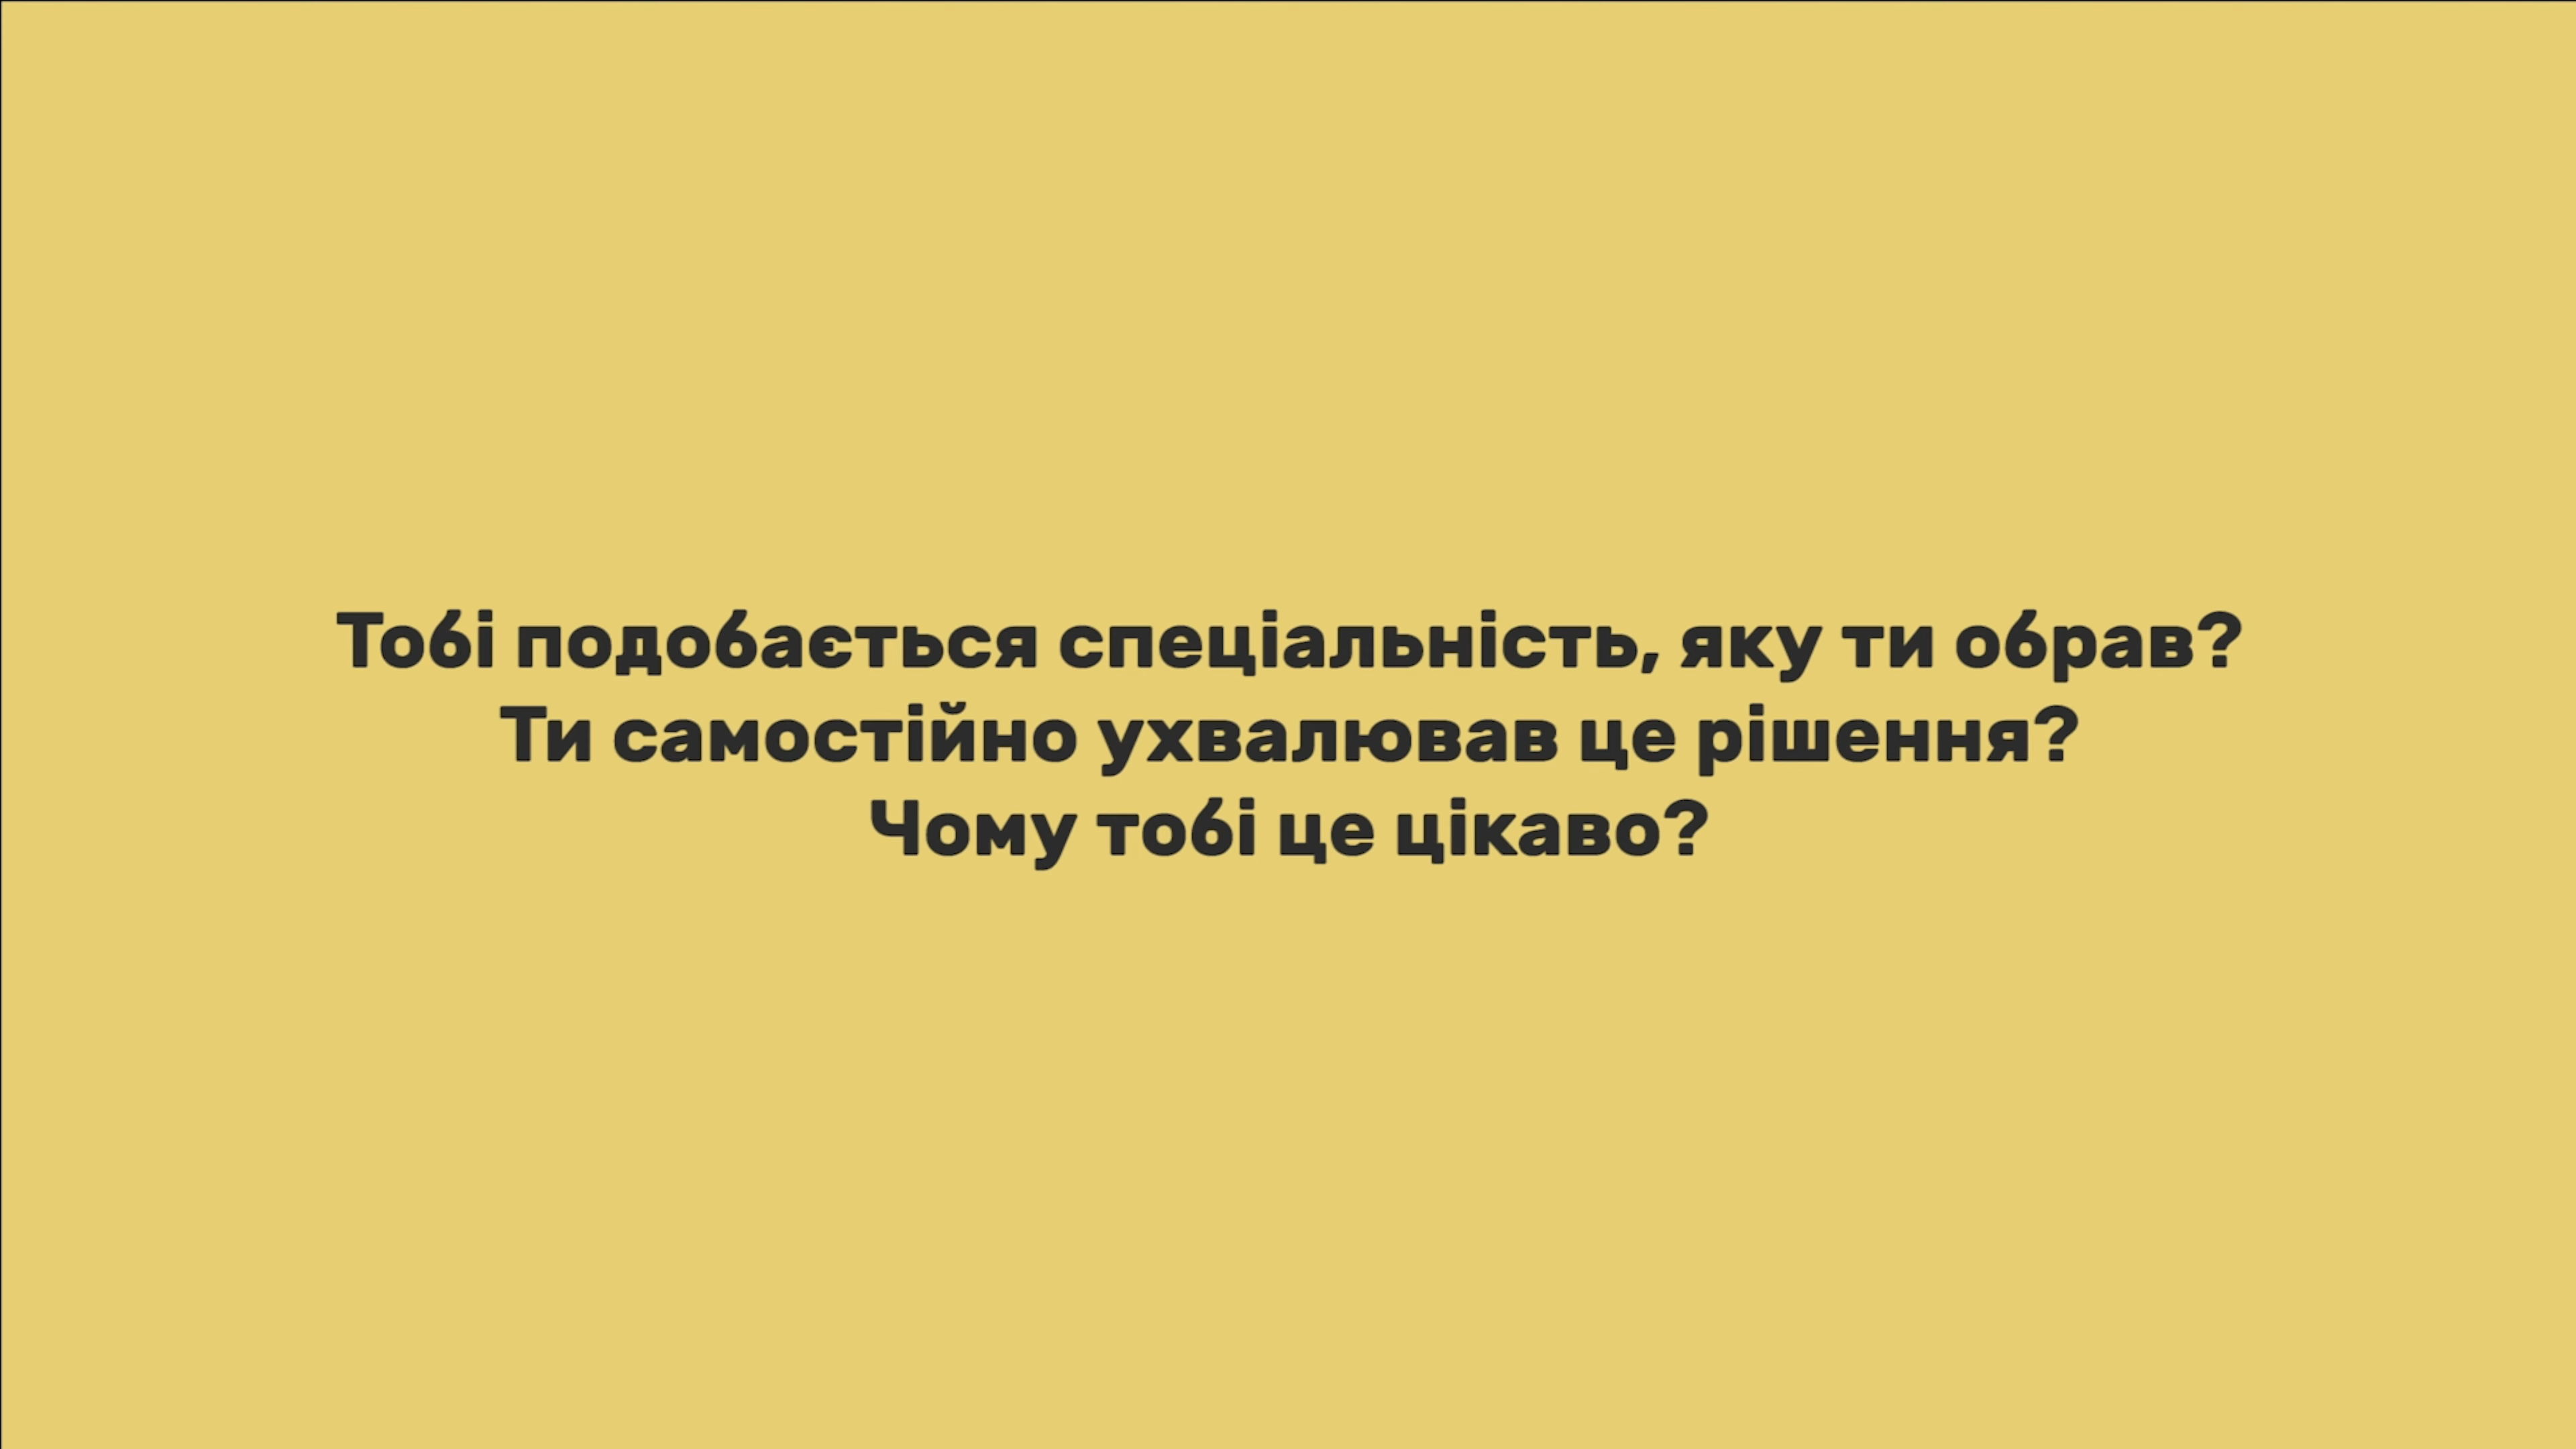 Тобі подобається спеціальність, яку ти обрав?
Ти самостійно ухвалював це рішення?
Чому тобі це цікаво?